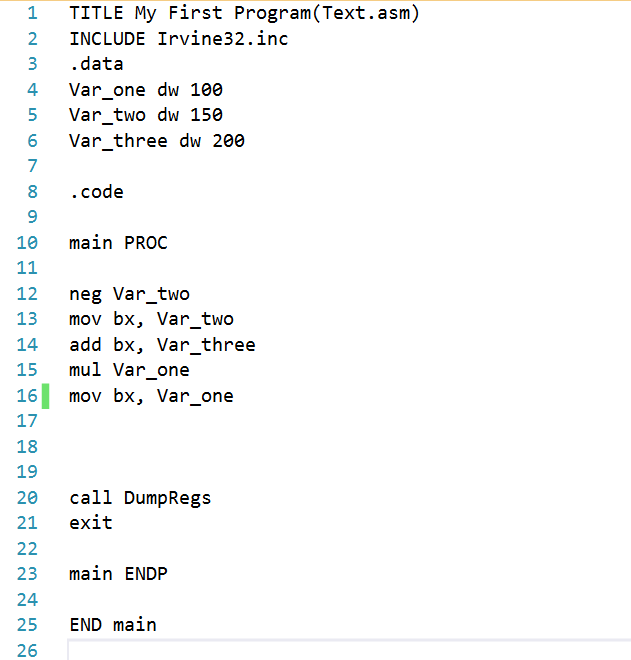 1 TITLE My First Program(Text.asm)
2 INCLUDE Irvine32.inc
3 .data
4 Var_one dw 100
5 Var_two dw 150
6 Var_three dw 200
7
8 .code
9
10 main PROC
11
12 neg Var_two
13 mov bx, Var_two
14 add bx, Var_three
15 mul Var_one
16 mov bx, Var_one
17
18
19
20 call DumpRegs
21 exit
22
23 main ENDP
24
25 END main
26